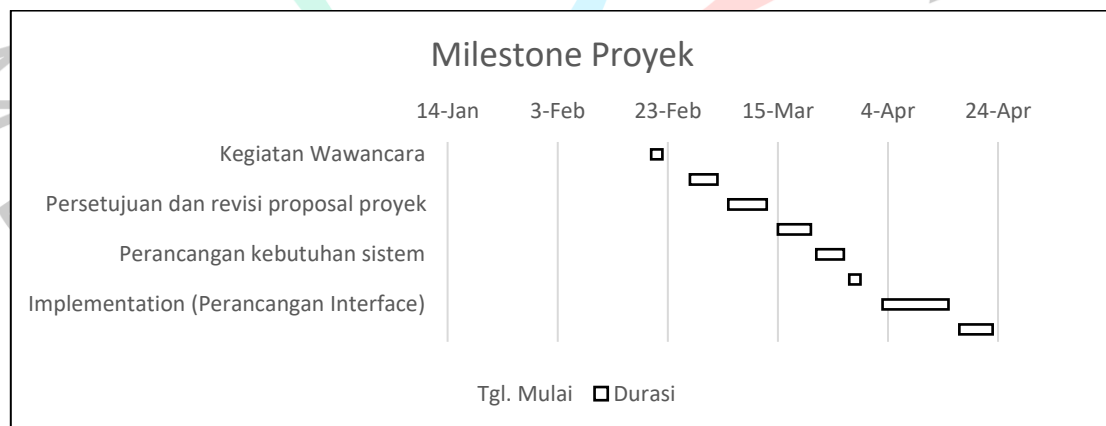 Milestone Proyek
14-Jan 3-Feb 23-Feb 15-Mar 4-Apr 24-Apr
Kegiatan Wawancara
Persetujuan dan revisi proposal proyek
Perancangan kebutuhan sistem
Implementation (Perancangan Interface)
Tgl. Mulai Durasi